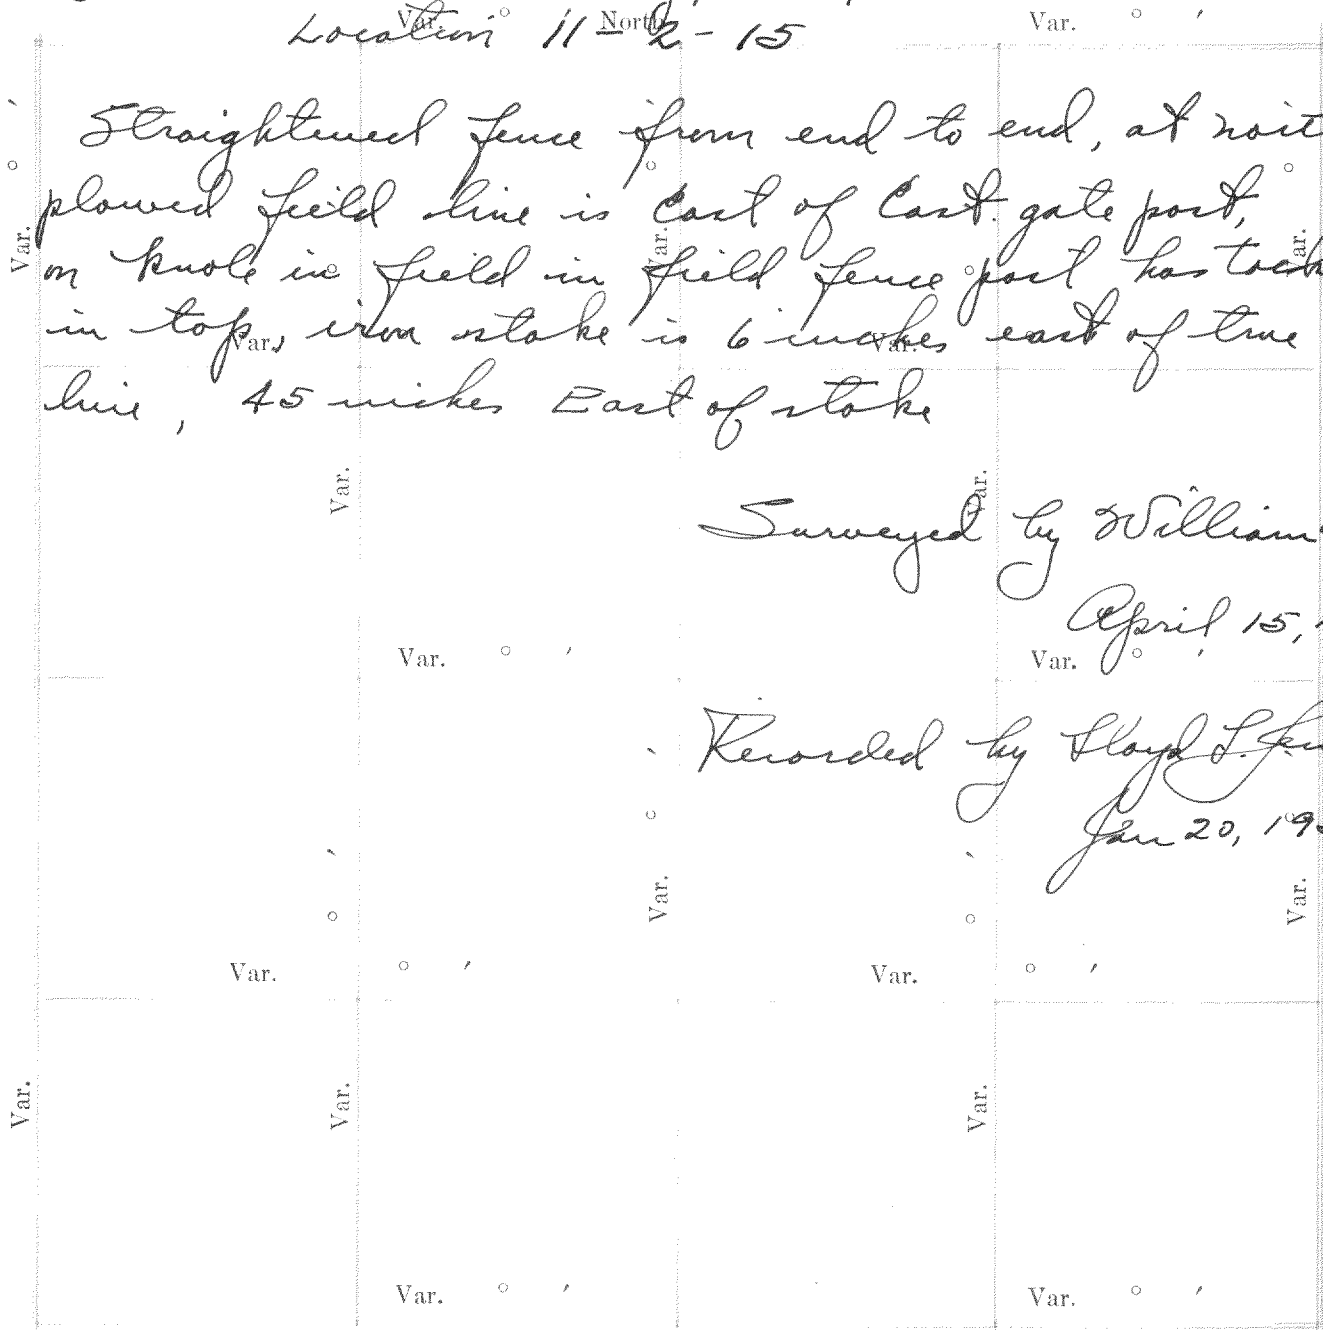 Var. ° North Var. ° '
Location 11-2-15
Straightened fence from end to end, at
plowed field line is East of East gate post,
on knole in field in field fence post has tack
in top, iron stake is 6 inches east of true
line, 45 inches East of stake
Surveyed by William
April 15,
Var. ° ' Var. ° '
Recorded by Lloyd L.
Jan 20, 19
Var. ° ' Var. ° '
Var. ° ' Var. ° '
Var.
Var.
Var.
Var.
Var.
Var.
Var.
Var.
Var.
Var.
Var.
Var.